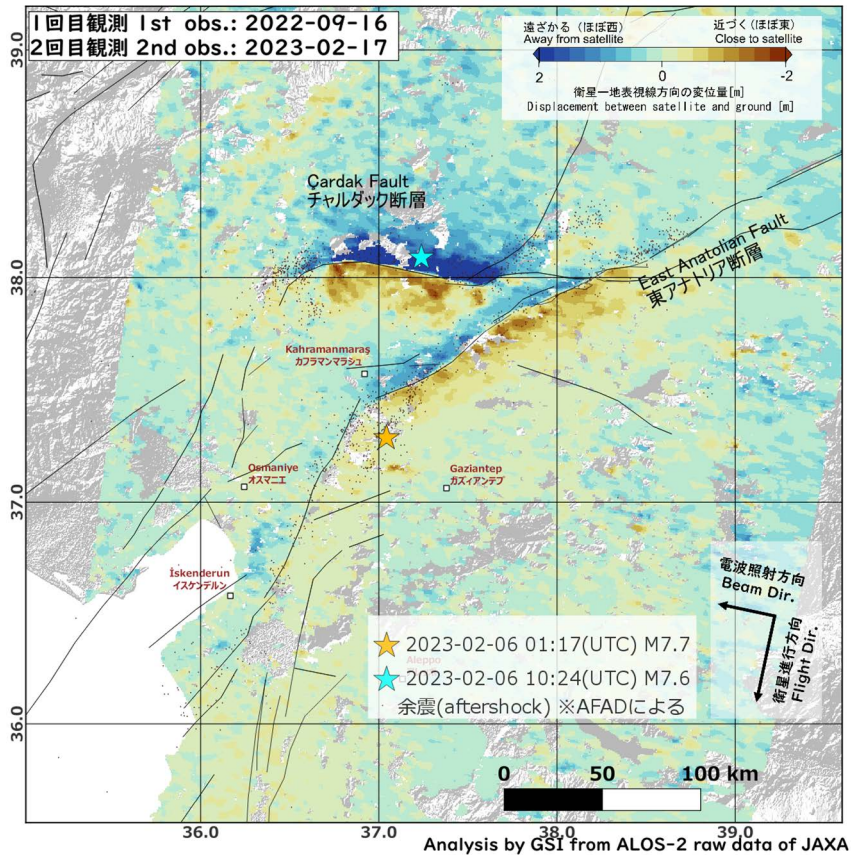 1回目観測 1st obs.: 2022-09-16
2回目観測 2nd obs.: 2023-02-17
遠ざかる（ほぼ西）
Away from satellite
近づく（ほぼ東）
Close to satellite
2
0
-2
衛星ー地表視線方向の変位量[m]
Displacement between satellite and ground [m]
39.0
38.0
37.0
36.0
Çardak Fault
チャルダック断層
East Anatolian Fault
東アナトリア断層
Kahramanmaraş
カフラマンマラシュ
Osmaniye
オスマニエ
Gaziantep
ガズィアンテプ
İskenderun
イスケンデルン
電波照射方向
Beam Dir.
衛星進行方向
Flight Dir.
2023-02-06 01:17(UTC) M7.7
Aleppo
2023-02-06 10:24(UTC) M7.6
余震(aftershock) ※AFADによる
0
50
100 km
36.0
37.0
38.0
39.0
Analysis by GSI from ALOS-2 raw data of JAXA